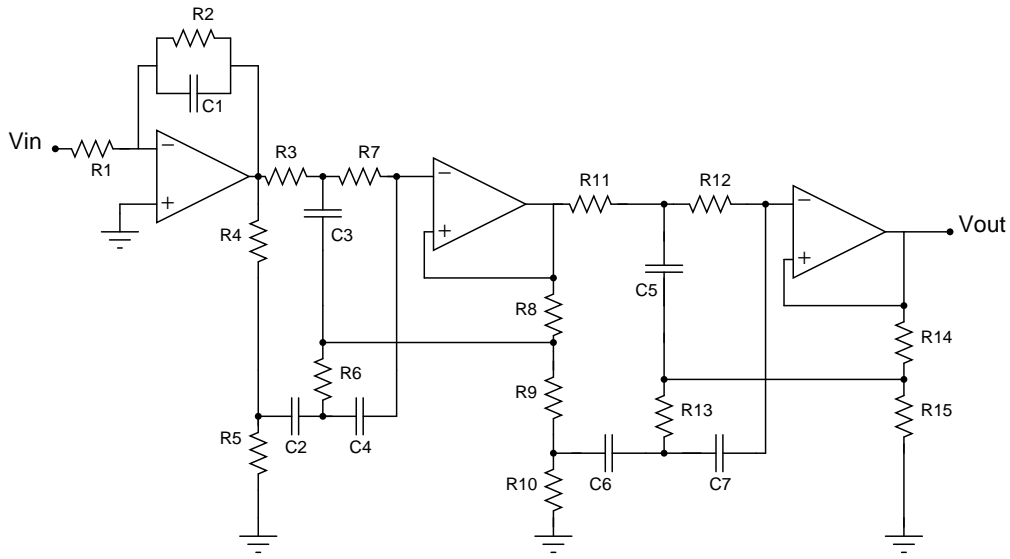 R2
C1
Vin
R1
−
+
R3
R7
R4
C3
−
+
R11
R12
C5
−
+
Vout
R8
R14
R6
R9
R13
R15
R5
C2
C4
R10
C6
C7